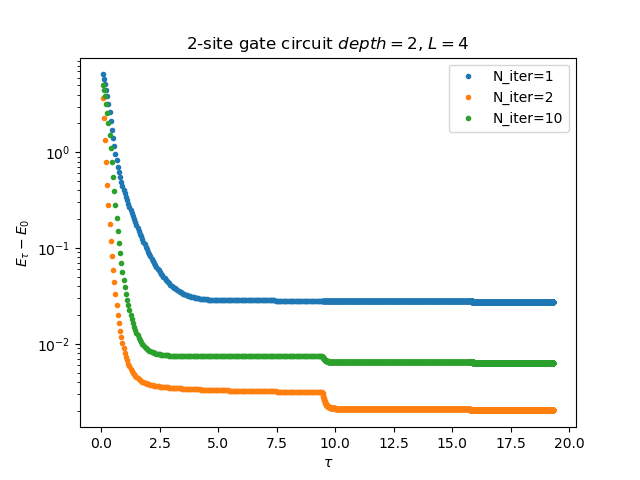 2-site gate circuit depth = 2, L = 4
N_iter=1
N_iter=2
N_iter=10
10⁰
10⁻¹
10⁻²
E_τ − E_0
0.0 2.5 5.0 7.5 10.0 12.5 15.0 17.5 20.0
τ